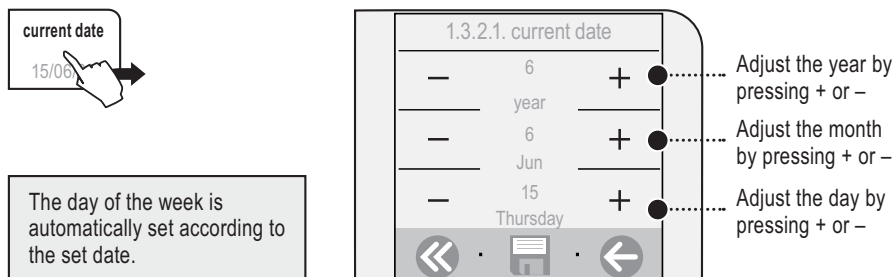 current date
15/06/
The day of the week is
automatically set according to
the set date.
1.3.2.1. current date
– 6 +
year
– 6 +
Jun
– 15 +
Thursday
Adjust the year by
pressing + or –
Adjust the month
by pressing + or –
Adjust the day by
pressing + or –